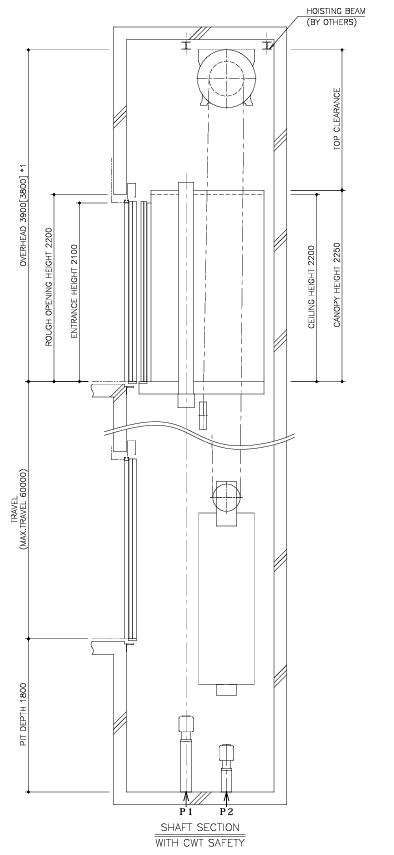 HOISTING BEAM
(BY OTHERS)
TOP CLEARANCE
OVERHEAD 3900[3800] *1
ROUGH OPENING HEIGHT 2200
ENTRANCE HEIGHT 2100
CEILING HEIGHT 2200
CANOPY HEIGHT 2250
TRAVEL
(MAX.TRAVEL 60000)
PIT DEPTH 1800
P1 P2
SHAFT SECTION
WITH CWT SAFETY